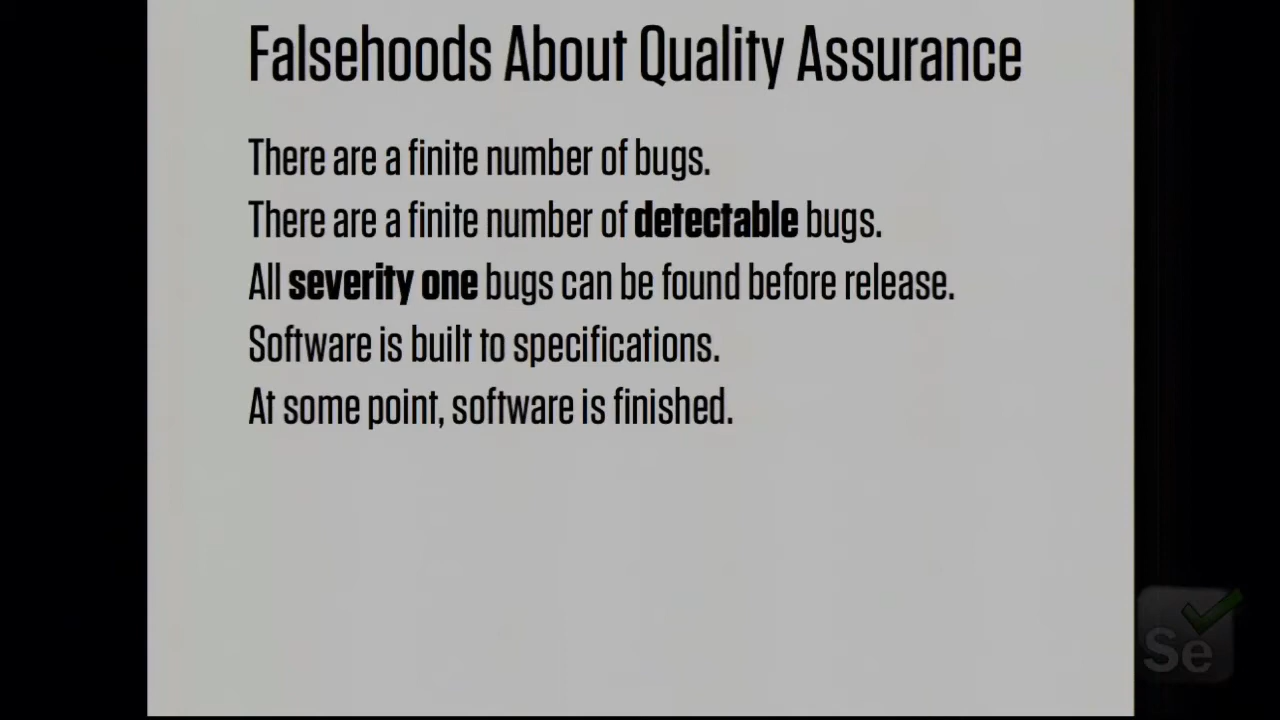 Falsehoods About Quality Assurance
There are a finite number of bugs.
There are a finite number of detectable bugs.
All severity one bugs can be found before release.
Software is built to specifications.
At some point, software is finished.
Se